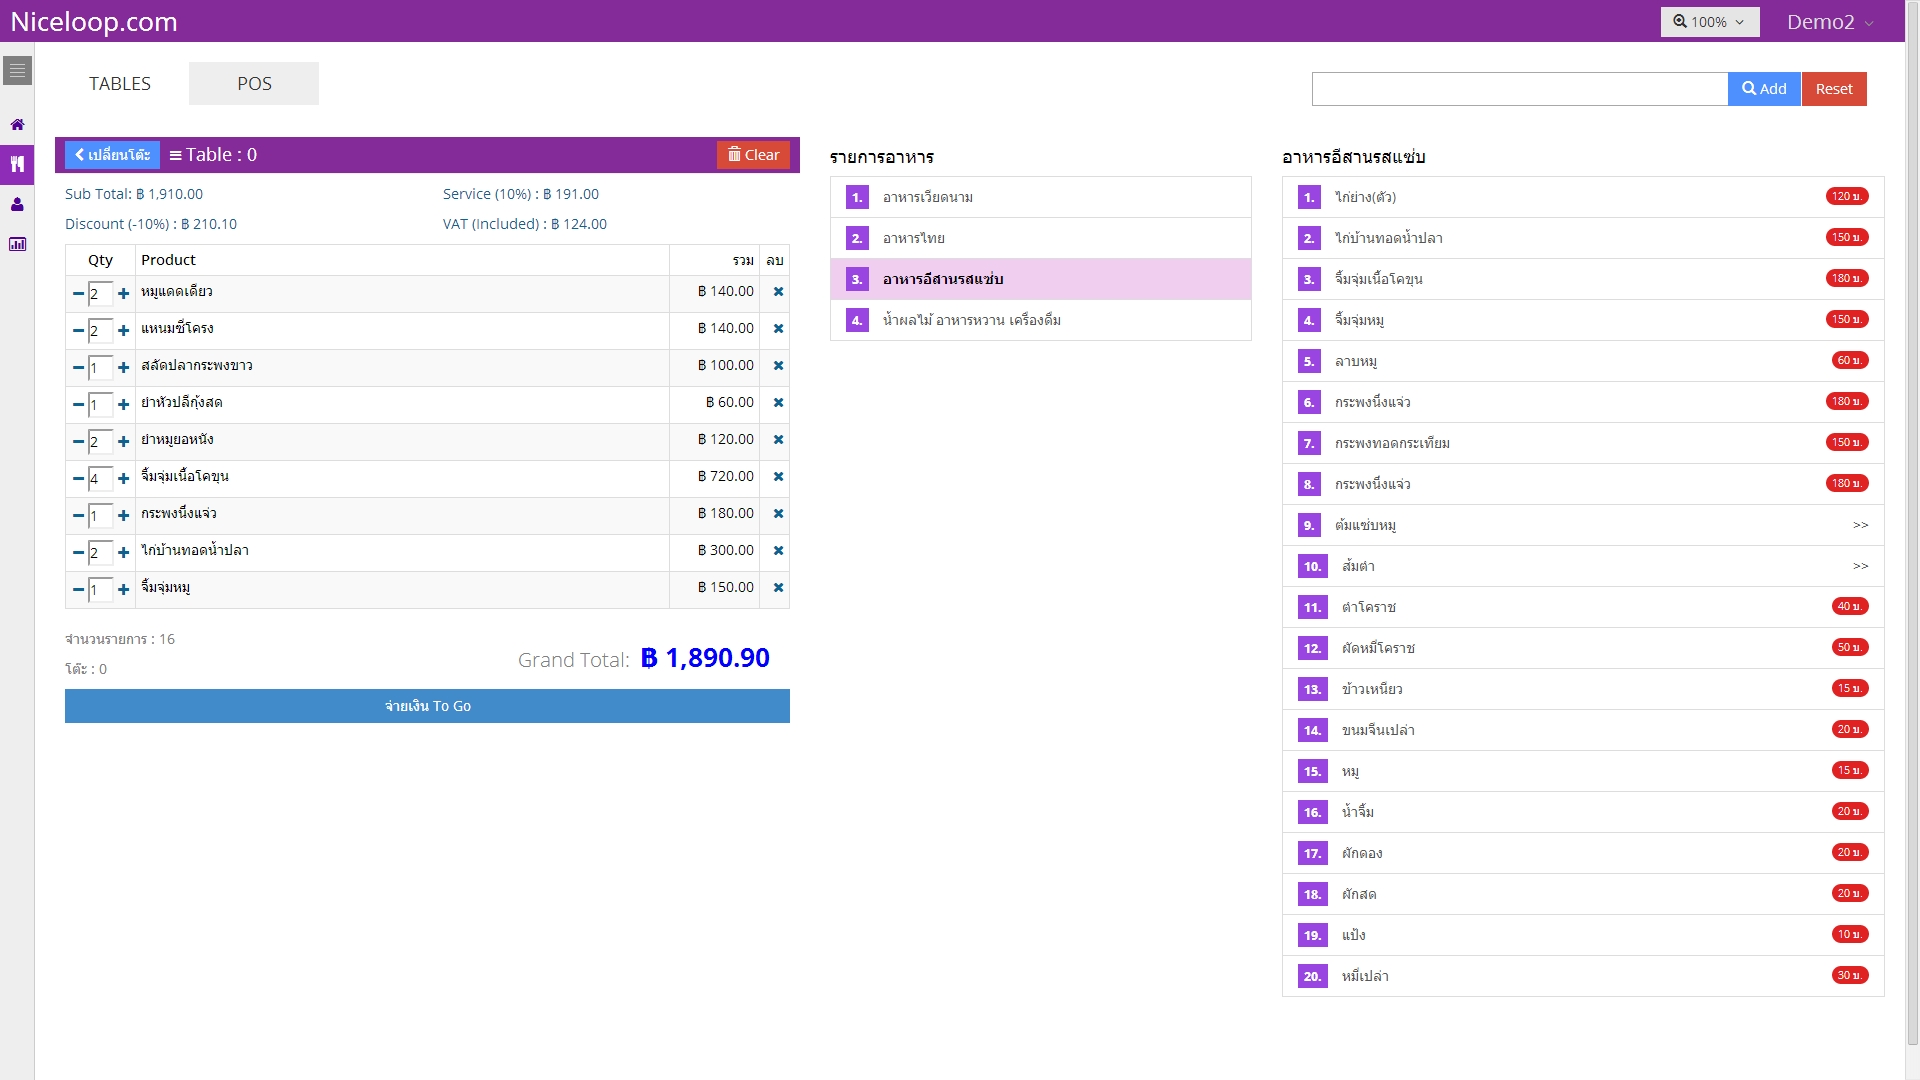 Niceloop.com
100%
Demo2
TABLES
POS
Add
Reset
เปลี่ยนโต๊ะ
Table : 0
Clear
Sub Total: ฿ 1,910.00
Service (10%) : ฿ 191.00
Discount (-10%) : ฿ 210.10
VAT (Included) : ฿ 124.00
Qty Product รวม ลบ
2 หมูแดดเดียว ฿ 140.00
2 แหนมซี่โครง ฿ 140.00
1 สลัดปลากระพงขาว ฿ 100.00
1 ยำหัวปลีกุ้งสด ฿ 60.00
2 ยำหมูยอหนัง ฿ 120.00
4 จิ้มจุ่มเนื้อโคขุน ฿ 720.00
1 กระพงนึ่งแจ่ว ฿ 180.00
2 ไก่บ้านทอดน้ำปลา ฿ 300.00
1 จิ้มจุ่มหมู ฿ 150.00
จำนวนรายการ : 16
โต๊ะ : 0
Grand Total: ฿ 1,890.90
จ่ายเงิน To Go
รายการอาหาร
1. อาหารเวียดนาม
2. อาหารไทย
3. อาหารอีสานรสแซ่บ
4. น้ำผลไม้ อาหารหวาน เครื่องดื่ม
อาหารอีสานรสแซ่บ
1. ไก่ย่าง(ตัว) 120 บ.
2. ไก่บ้านทอดน้ำปลา 150 บ.
3. จิ้มจุ่มเนื้อโคขุน 180 บ.
4. จิ้มจุ่มหมู 150 บ.
5. ลาบหมู 60 บ.
6. กระพงนึ่งแจ่ว 180 บ.
7. กระพงทอดกระเทียม 150 บ.
8. กระพงนึ่งแจ่ว 180 บ.
9. ต้มแซ่บหมู >>
10. ส้มตำ >>
11. ตำโคราช 40 บ.
12. ผัดหมี่โคราช 50 บ.
13. ข้าวเหนียว 15 บ.
14. ขนมจีนเปล่า 20 บ.
15. หมู 15 บ.
16. น้ำจิ้ม 20 บ.
17. ผักดอง 20 บ.
18. ผักสด 20 บ.
19. แป้ง 10 บ.
20. หมี่เปล่า 30 บ.